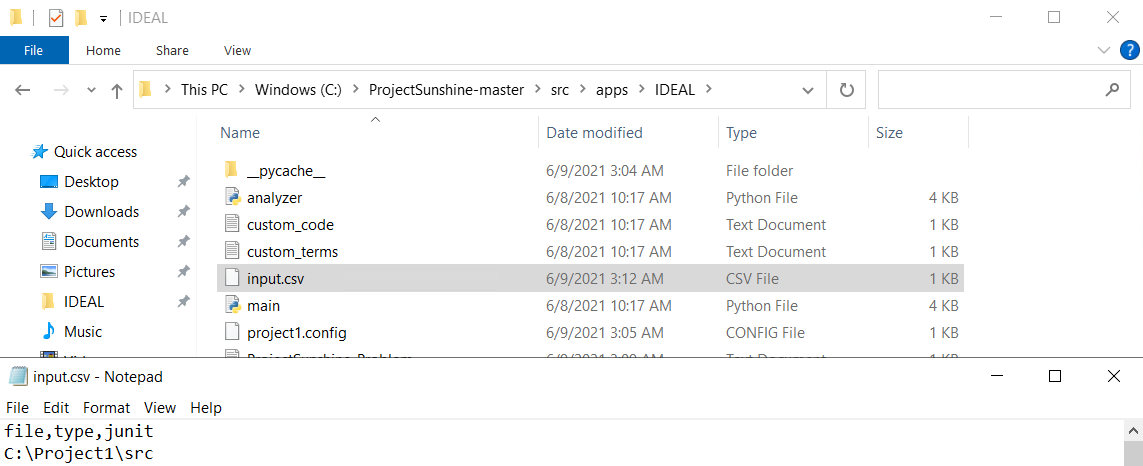 IDEAL
File Home Share View
This PC Windows (C:) ProjectSunshine-master src apps IDEAL
Name Date modified Type Size
Quick access
Desktop
Downloads
Documents
Pictures
IDEAL
Music
__pycache__ 6/9/2021 3:04 AM File folder
analyzer 6/8/2021 10:17 AM Python File 4 KB
custom_code 6/8/2021 10:17 AM Text Document 1 KB
custom_terms 6/8/2021 10:17 AM Text Document 1 KB
input.csv 6/9/2021 3:12 AM CSV File 1 KB
main 6/8/2021 10:17 AM Python File 4 KB
project1.config 6/9/2021 3:05 AM CONFIG File 1 KB
input.csv - Notepad
File Edit Format View Help
file,type,junit
C:\Project1\src